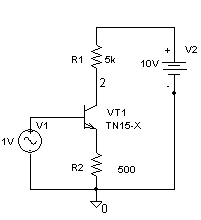 R1 5k + V2
10V
2 -
VT1
V1 TN15-X
1V
R2 500
0